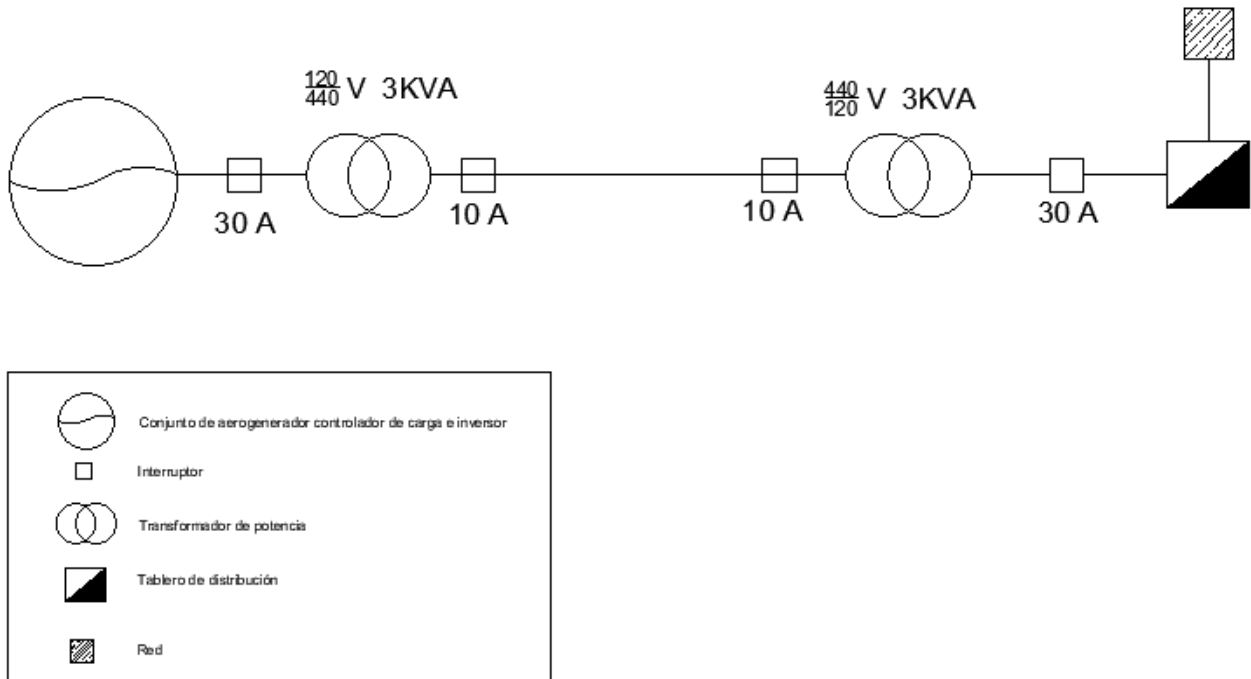 120
440 V 3KVA
440
120 V 3KVA
30 A
10 A
10 A
30 A
Conjunto de aerogenerador controlador de carga e inversor
Interruptor
Transformador de potencia
Tablero de distribución
Red